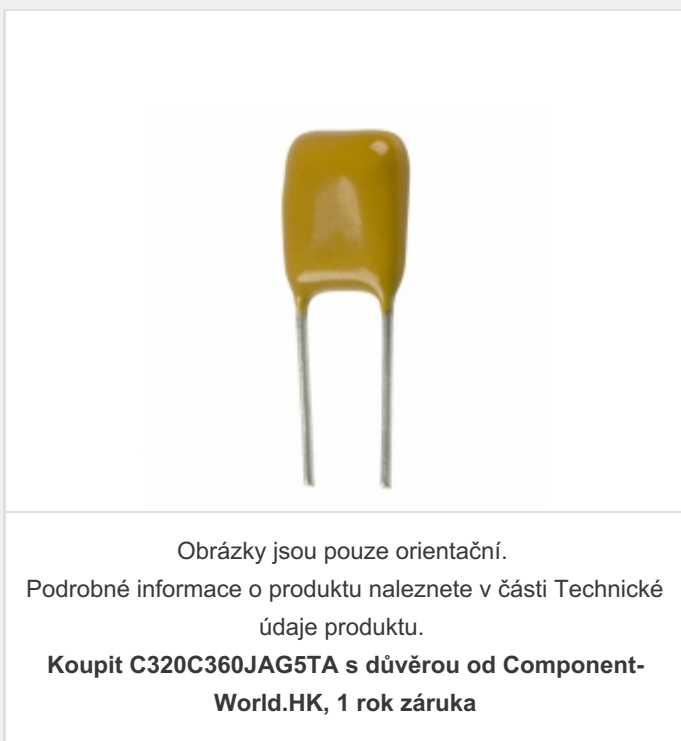 Obrázky jsou pouze orientační.
Podrobné informace o produktu naleznete v části Technické
údaje produktu.
Koupit C320C360JAG5TA s důvěrou od Component-
World.HK, 1 rok záruka